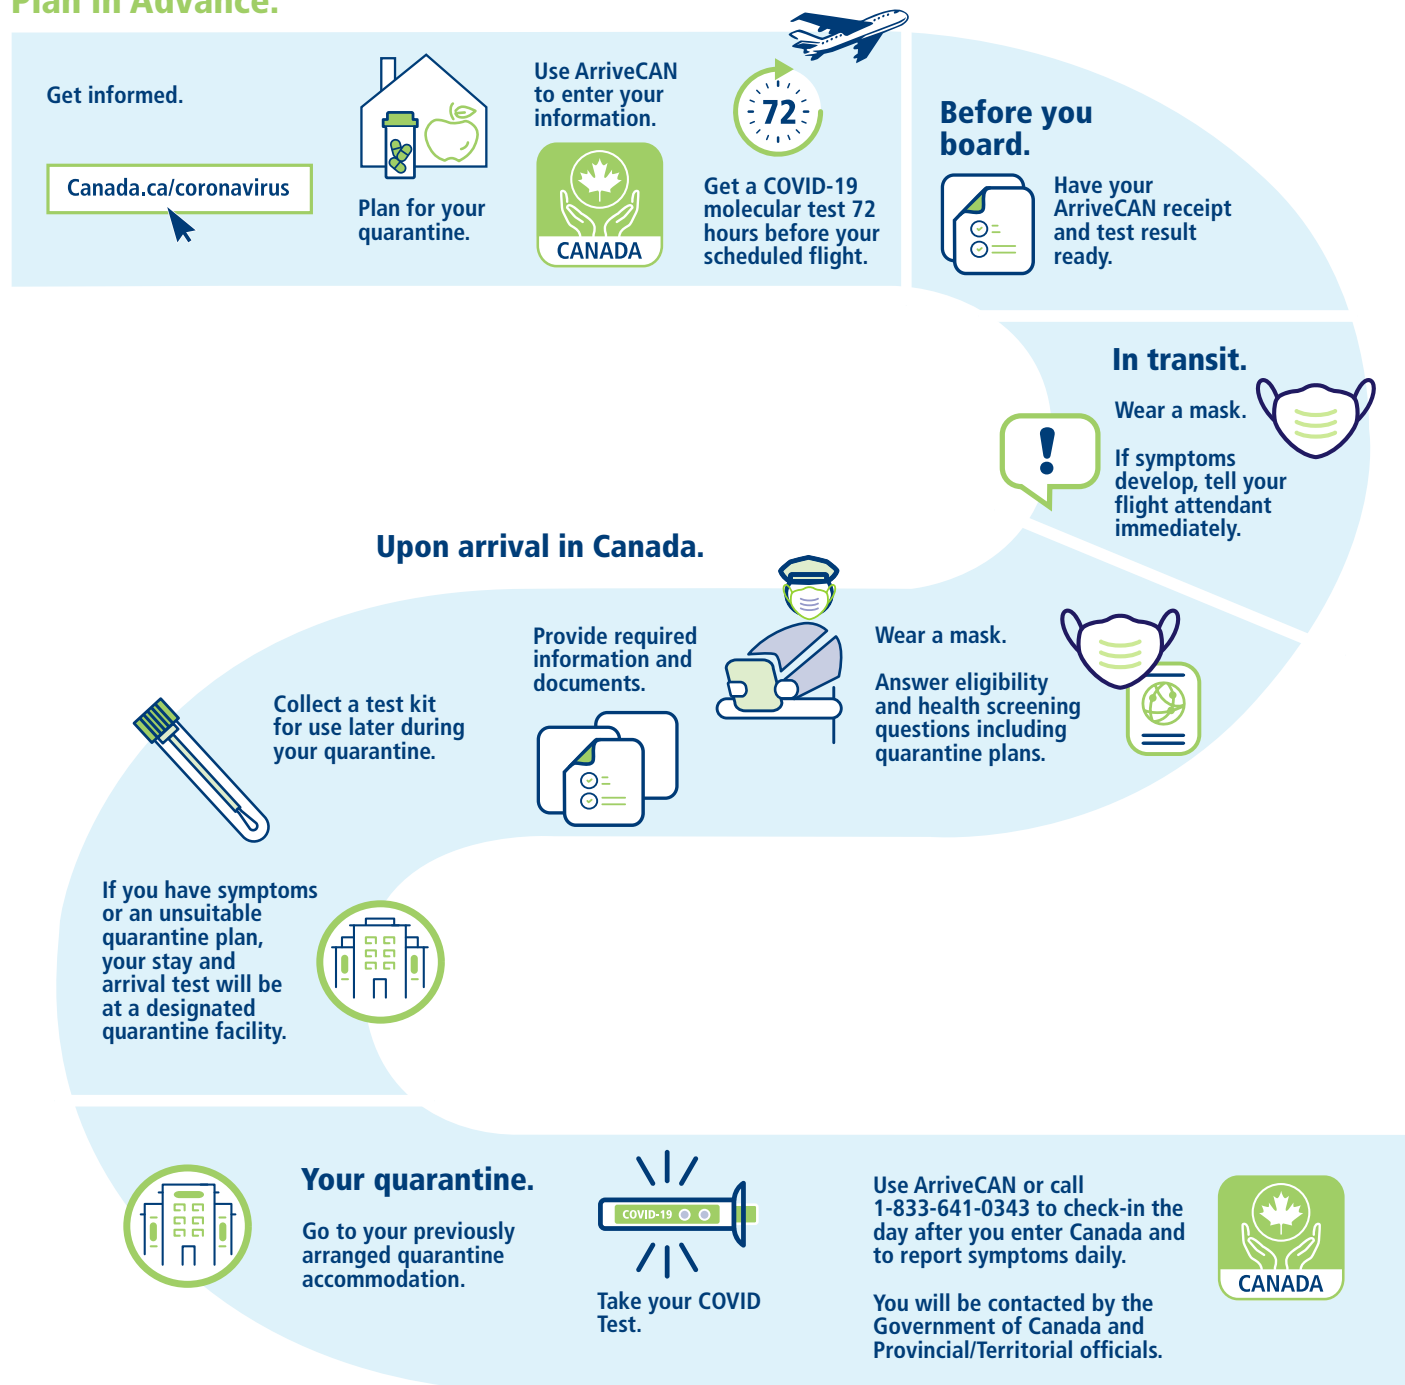 Plan in Advance.
Get informed.
Canada.ca/coronavirus
Plan for your
quarantine.
Use ArriveCAN
to enter your
information.
CANADA
72
Get a COVID-19
molecular test 72
hours before your
scheduled flight.
Before you
board.
Have your
ArriveCAN receipt
and test result
ready.
In transit.
Wear a mask.
If symptoms
develop, tell your
flight attendant
immediately.
!
Upon arrival in Canada.
Wear a mask.
Answer eligibility
and health screening
questions including
quarantine plans.
Provide required
information and
documents.
Collect a test kit
for use later during
your quarantine.
If you have symptoms
or an unsuitable
quarantine plan,
your stay and
arrival test will be
at a designated
quarantine facility.
Your quarantine.
Go to your previously
arranged quarantine
accommodation.
COVID-19
Take your COVID
Test.
Use ArriveCAN or call
1-833-641-0343 to check-in the
day after you enter Canada and
to report symptoms daily.
You will be contacted by the
Government of Canada and
Provincial/Territorial officials.
CANADA